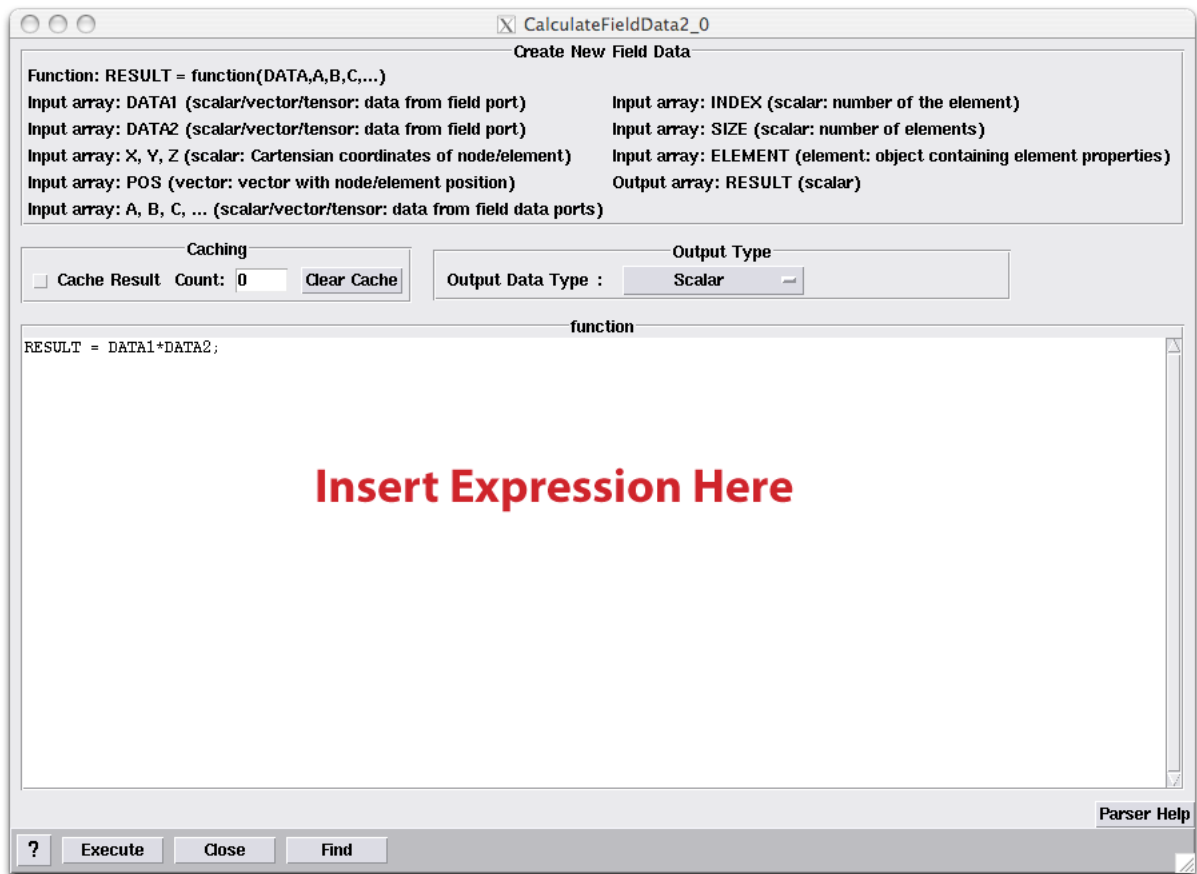 CalculateFieldData2_0
Create New Field Data
Function: RESULT = function(DATA,A,B,C,...)
Input array: DATA1 (scalar/vector/tensor: data from field port)
Input array: INDEX (scalar: number of the element)
Input array: DATA2 (scalar/vector/tensor: data from field port)
Input array: SIZE (scalar: number of elements)
Input array: X, Y, Z (scalar: Cartensian coordinates of node/element)
Input array: ELEMENT (element: object containing element properties)
Input array: POS (vector: vector with node/element position)
Output array: RESULT (scalar)
Input array: A, B, C, ... (scalar/vector/tensor: data from field data ports)
Caching
Cache Result Count: 0 Clear Cache
Output Type
Output Data Type : Scalar
function
RESULT = DATA1*DATA2;
Insert Expression Here
Parser Help
? Execute Close Find